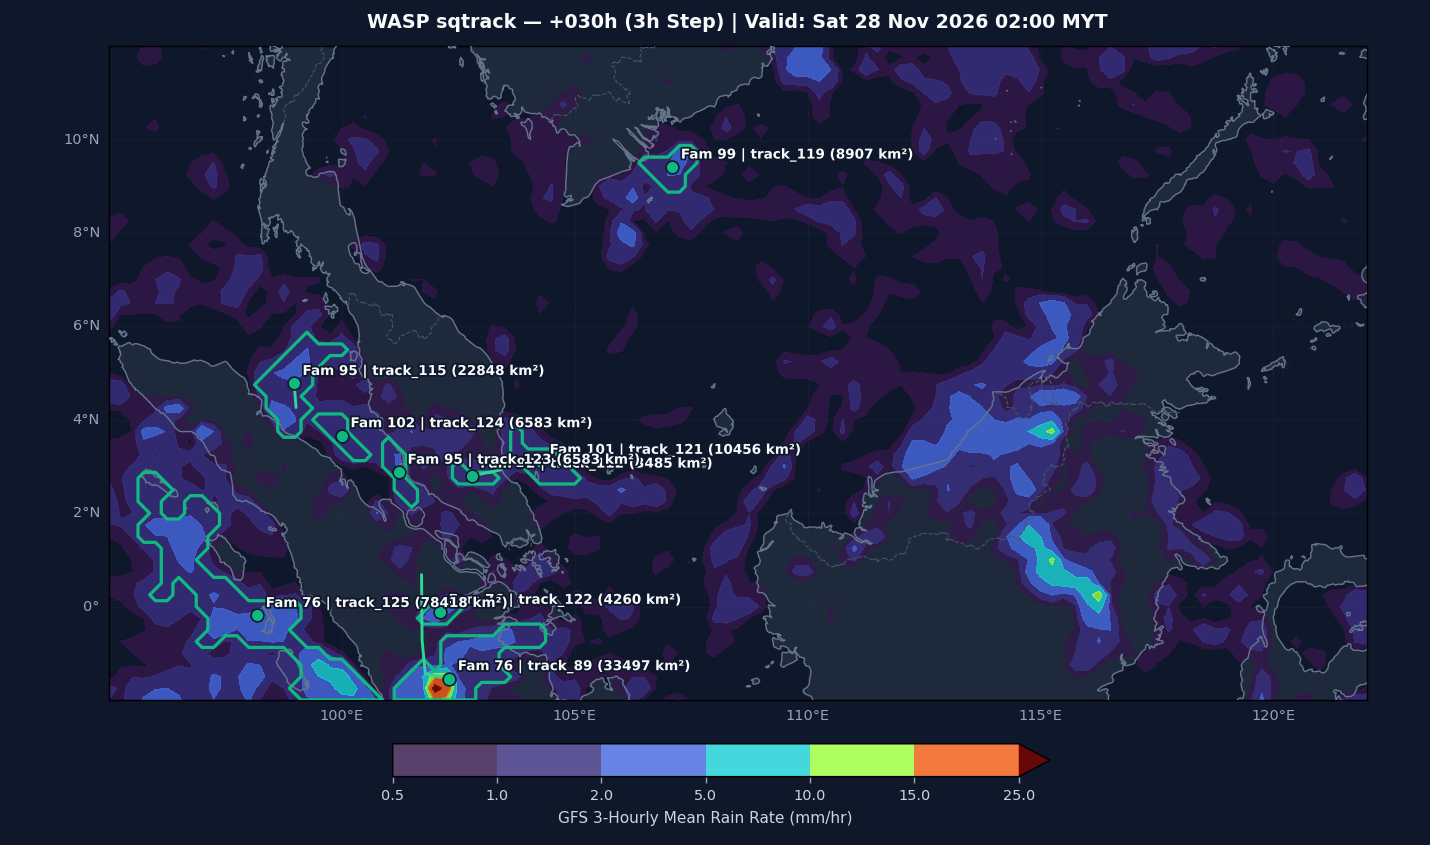 WASP sqtrack — +030h (3h Step) | Valid: Sat 28 Nov 2026 02:00 MYT
10°N
8°N
6°N
4°N
2°N
0°
Fam 99 | track_119 (8907 km²)
Fam 95 | track_115 (22848 km²)
Fam 102 | track_124 (6583 km²)
Fam 101 | track_121 (10456 km²)
Fam 95 | track_123 (6583 km²)
km²)
Fam 76 | track_125 (78418 km²)
| track_122 (4260 km²)
Fam 76 | track_89 (33497 km²)
100°E
105°E
110°E
115°E
120°E
0.5
1.0
2.0
5.0
10.0
15.0
25.0
GFS 3-Hourly Mean Rain Rate (mm/hr)